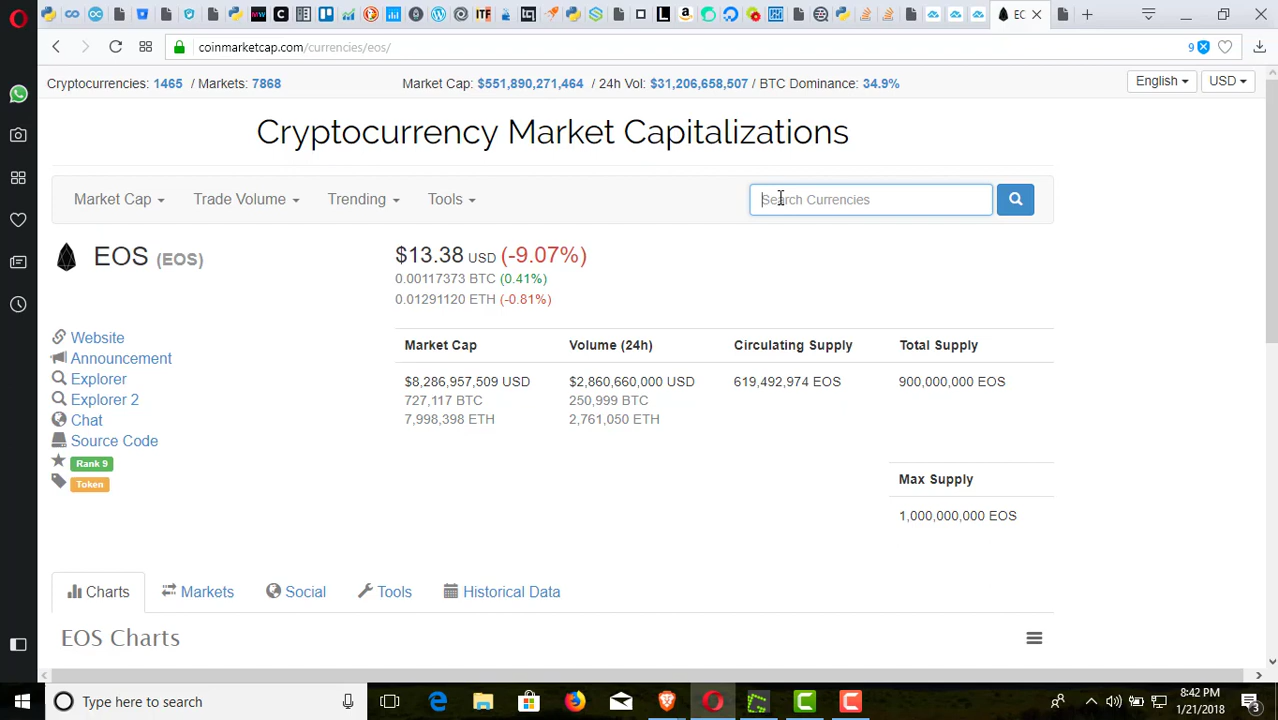 EC
coinmarketcap.com/currencies/eos/
9
Cryptocurrencies: 1465 / Markets: 7868
Market Cap: $551,890,271,464 / 24h Vol: $31,206,658,507 / BTC Dominance: 34.9%
English
USD
Cryptocurrency Market Capitalizations
Market Cap
Trade Volume
Trending
Tools
Search Currencies
EOS (EOS)
$13.38 USD (-9.07%)
0.00117373 BTC (0.41%)
0.01291120 ETH (-0.81%)
Website
Announcement
Explorer
Explorer 2
Chat
Source Code
Rank 9
Token
Market Cap
Volume (24h)
Circulating Supply
Total Supply
$8,286,957,509 USD
$2,860,660,000 USD
619,492,974 EOS
900,000,000 EOS
727,117 BTC
250,999 BTC
7,998,398 ETH
2,761,050 ETH
Max Supply
1,000,000,000 EOS
Charts
Markets
Social
Tools
Historical Data
EOS Charts
Type here to search
8:42 PM
1/21/2018
3